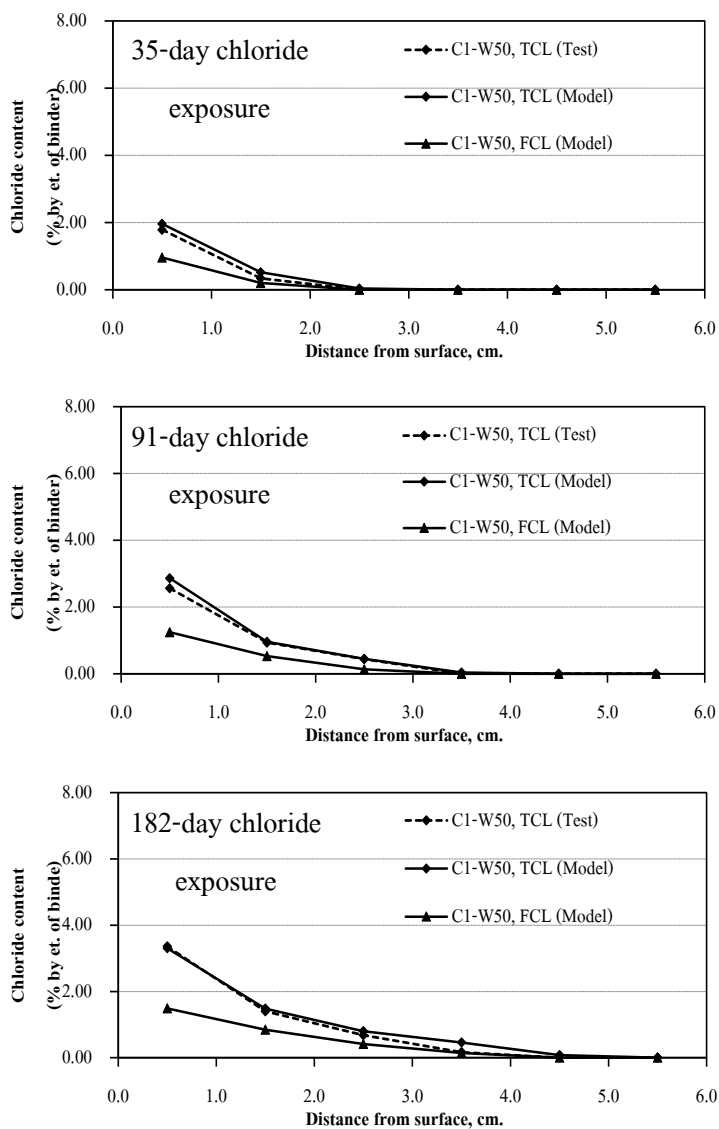 35-day chloride
exposure
C1-W50, TCL (Test)
C1-W50, TCL (Model)
C1-W50, FCL (Model)
Chloride content
(% by et. of binder)
8.00
6.00
4.00
2.00
0.00
0.0 1.0 2.0 3.0 4.0 5.0 6.0
Distance from surface, cm.
91-day chloride
exposure
C1-W50, TCL (Test)
C1-W50, TCL (Model)
C1-W50, FCL (Model)
Chloride content
(% by et. of binder)
8.00
6.00
4.00
2.00
0.00
0.0 1.0 2.0 3.0 4.0 5.0 6.0
Distance from surface, cm.
182-day chloride
exposure
C1-W50, TCL (Test)
C1-W50, TCL (Model)
C1-W50, FCL (Model)
Chloride content
(% by et. of binde)
8.00
6.00
4.00
2.00
0.00
0.0 1.0 2.0 3.0 4.0 5.0 6.0
Distance from surface, cm.